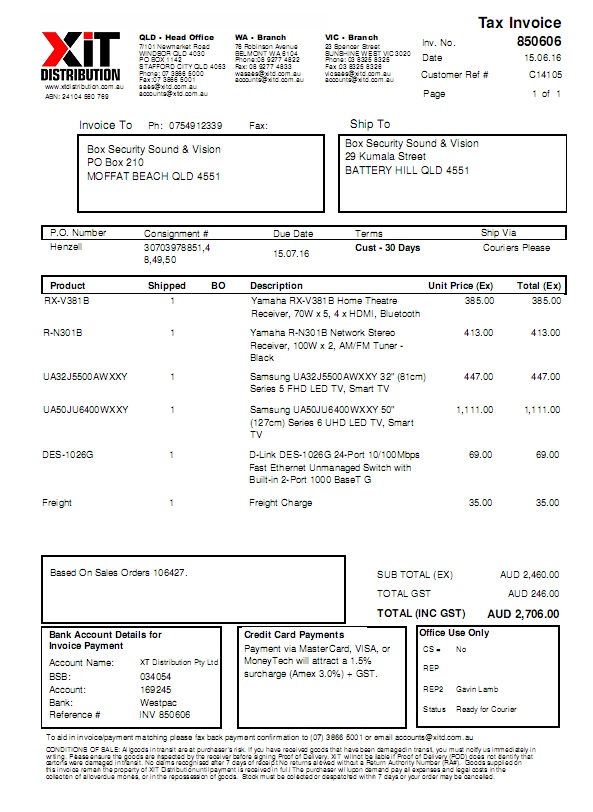 XiT
DISTRIBUTION
www.xitdistribution.com.au
ABN: 24 104 550 759
QLD • Head Office
7/101 Newmarket Road
WINDSOR QLD 4030
PO BOX 1142
STAFFORD CITY QLD 4053
Phone: 07 3866 5000
Fax: 07 3866 5001
sales@xitd.com.au
accounts@xitd.com.au
WA • Branch
76 Robinson Avenue
BELMONT WA 6104
Phone: 08 9277 4822
Fax: 08 9277 4833
wasales@xitd.com.au
accounts@xitd.com.au
VIC • Branch
23 Spencer Street
SUNSHINE WEST VIC 3020
Phone: 03 8325 8325
Fax 03 8325 8326
vicsales@xitd.com.au
accounts@xitd.com.au
Tax Invoice
Inv. No. 850606
Date 15.06.16
Customer Ref # C14105
Page 1 of 1
Invoice To Ph: 0754912339 Fax:
Box Security Sound & Vision
PO Box 210
MOFFAT BEACH QLD 4551
Ship To
Box Security Sound & Vision
29 Kumala Street
BATTERY HILL QLD 4551
P.O. Number Consignment # Due Date Terms Ship Via
Henzell 30703978851,4 15.07.16 Cust - 30 Days Couriers Please
8,49,50
Product Shipped BO Description Unit Price (Ex) Total (Ex)
RX-V381B 1 Yamaha RX-V381B Home Theatre 385.00 385.00
Receiver, 70W x 5, 4 x HDMI, Bluetooth
R-N301B 1 Yamaha R-N301B Network Stereo 413.00 413.00
Receiver, 100W x 2, AM/FM Tuner -
Black
UA32J5500AWXXY 1 Samsung UA32J5500AWXXY 32" (81cm) 447.00 447.00
Series 5 FHD LED TV, Smart TV
UA50JU6400WXXY 1 Samsung UA50JU6400WXXY 50" 1,111.00 1,111.00
(127cm) Series 6 UHD LED TV, Smart
TV
DES-1026G 1 D-Link DES-1026G 24-Port 10/100Mbps 69.00 69.00
Fast Ethernet Unmanaged Switch with
Built-in 2-Port 1000 BaseT G
Freight 1 Freight Charge 35.00 35.00
Based On Sales Orders 106427.
SUB TOTAL (EX) AUD 2,460.00
TOTAL GST AUD 246.00
TOTAL (INC GST) AUD 2,706.00
Bank Account Details for
Invoice Payment
Account Name: XT Distribution Pty Ltd
BSB: 034054
Account: 169245
Bank: Westpac
Reference # INV 850606
Credit Card Payments
Payment via MasterCard, VISA, or
MoneyTech will attract a 1.5%
surcharge (Amex 3.0%) + GST.
Office Use Only
CS = No
REP
REP2 Gavin Lamb
Status Ready for Courier
To aid in invoice/payment matching please fax back payment confirmation to (07) 3866 5001 or email accounts@xitd.com.au
CONDITIONS OF SALE: All goods in transit are at purchaser's risk. If you have received goods that have been damaged in transit, you must notify us immediately in
writing. Please ensure the goods are inspected by the receiver before signing Proof of Delivery. XIT will not be liable if Proof of Delivery (POD) does not identify that
cartons were damaged in transit. No claims recognised after 7 days of receipt No returns allowed without a Return Authority Number (RA#). Goods supplied on
this invoice remain the property of XIT Distribution until payment is received in full The purchaser will upon demand pay all expenses and legal costs in the
collection of all overdue monies, or in the repossession of goods. Stock must be collected or despatched within 7 days or your order may be cancelled.